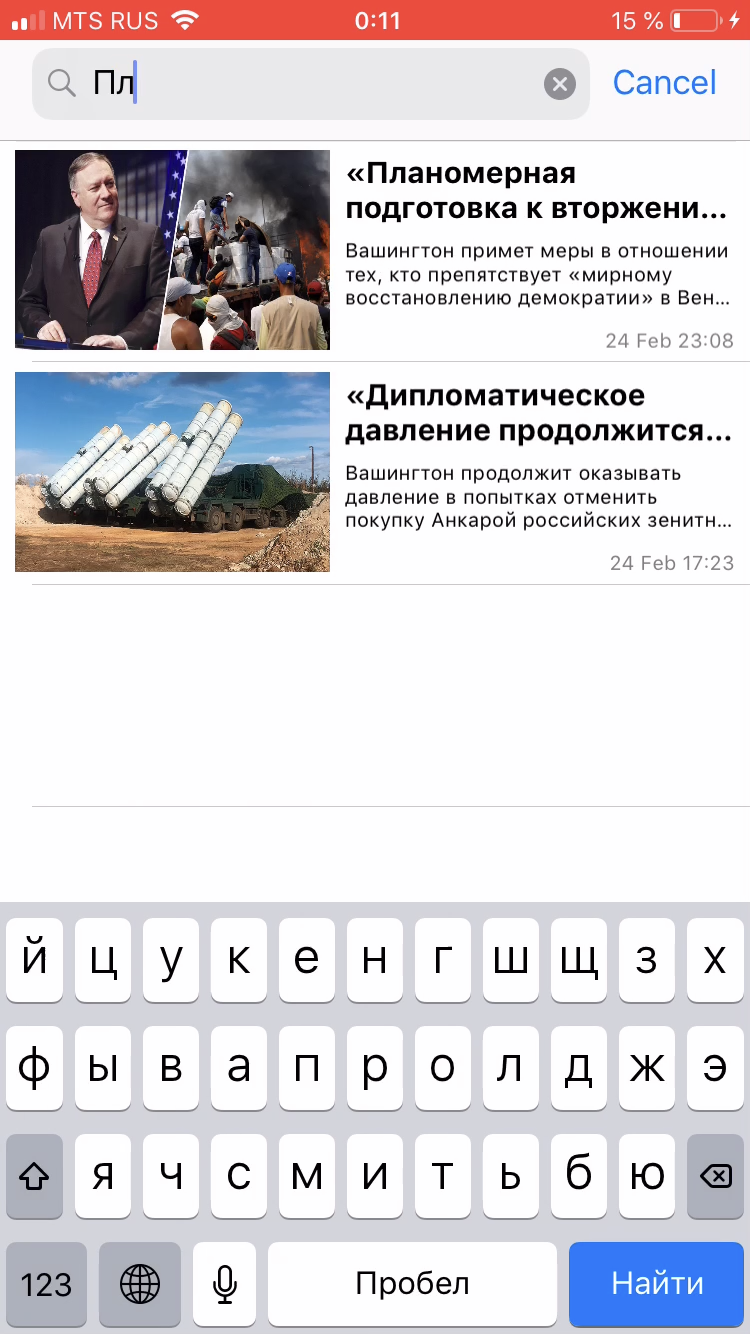 MTS RUS 0:11 15 %
Пл Cancel
«Планомерная
подготовка к вторжени...
Вашингтон примет меры в отношении
тех, кто препятствует «мирному
восстановлению демократии» в Вен...
24 Feb 23:08
«Дипломатическое
давление продолжится...
Вашингтон продолжит оказывать
давление в попытках отменить
покупку Анкарой российских зенитн...
24 Feb 17:23
й ц у к е н г ш щ з х
ф ы в а п р о л д ж э
я ч с м и т ь б ю
123 Пробел Найти